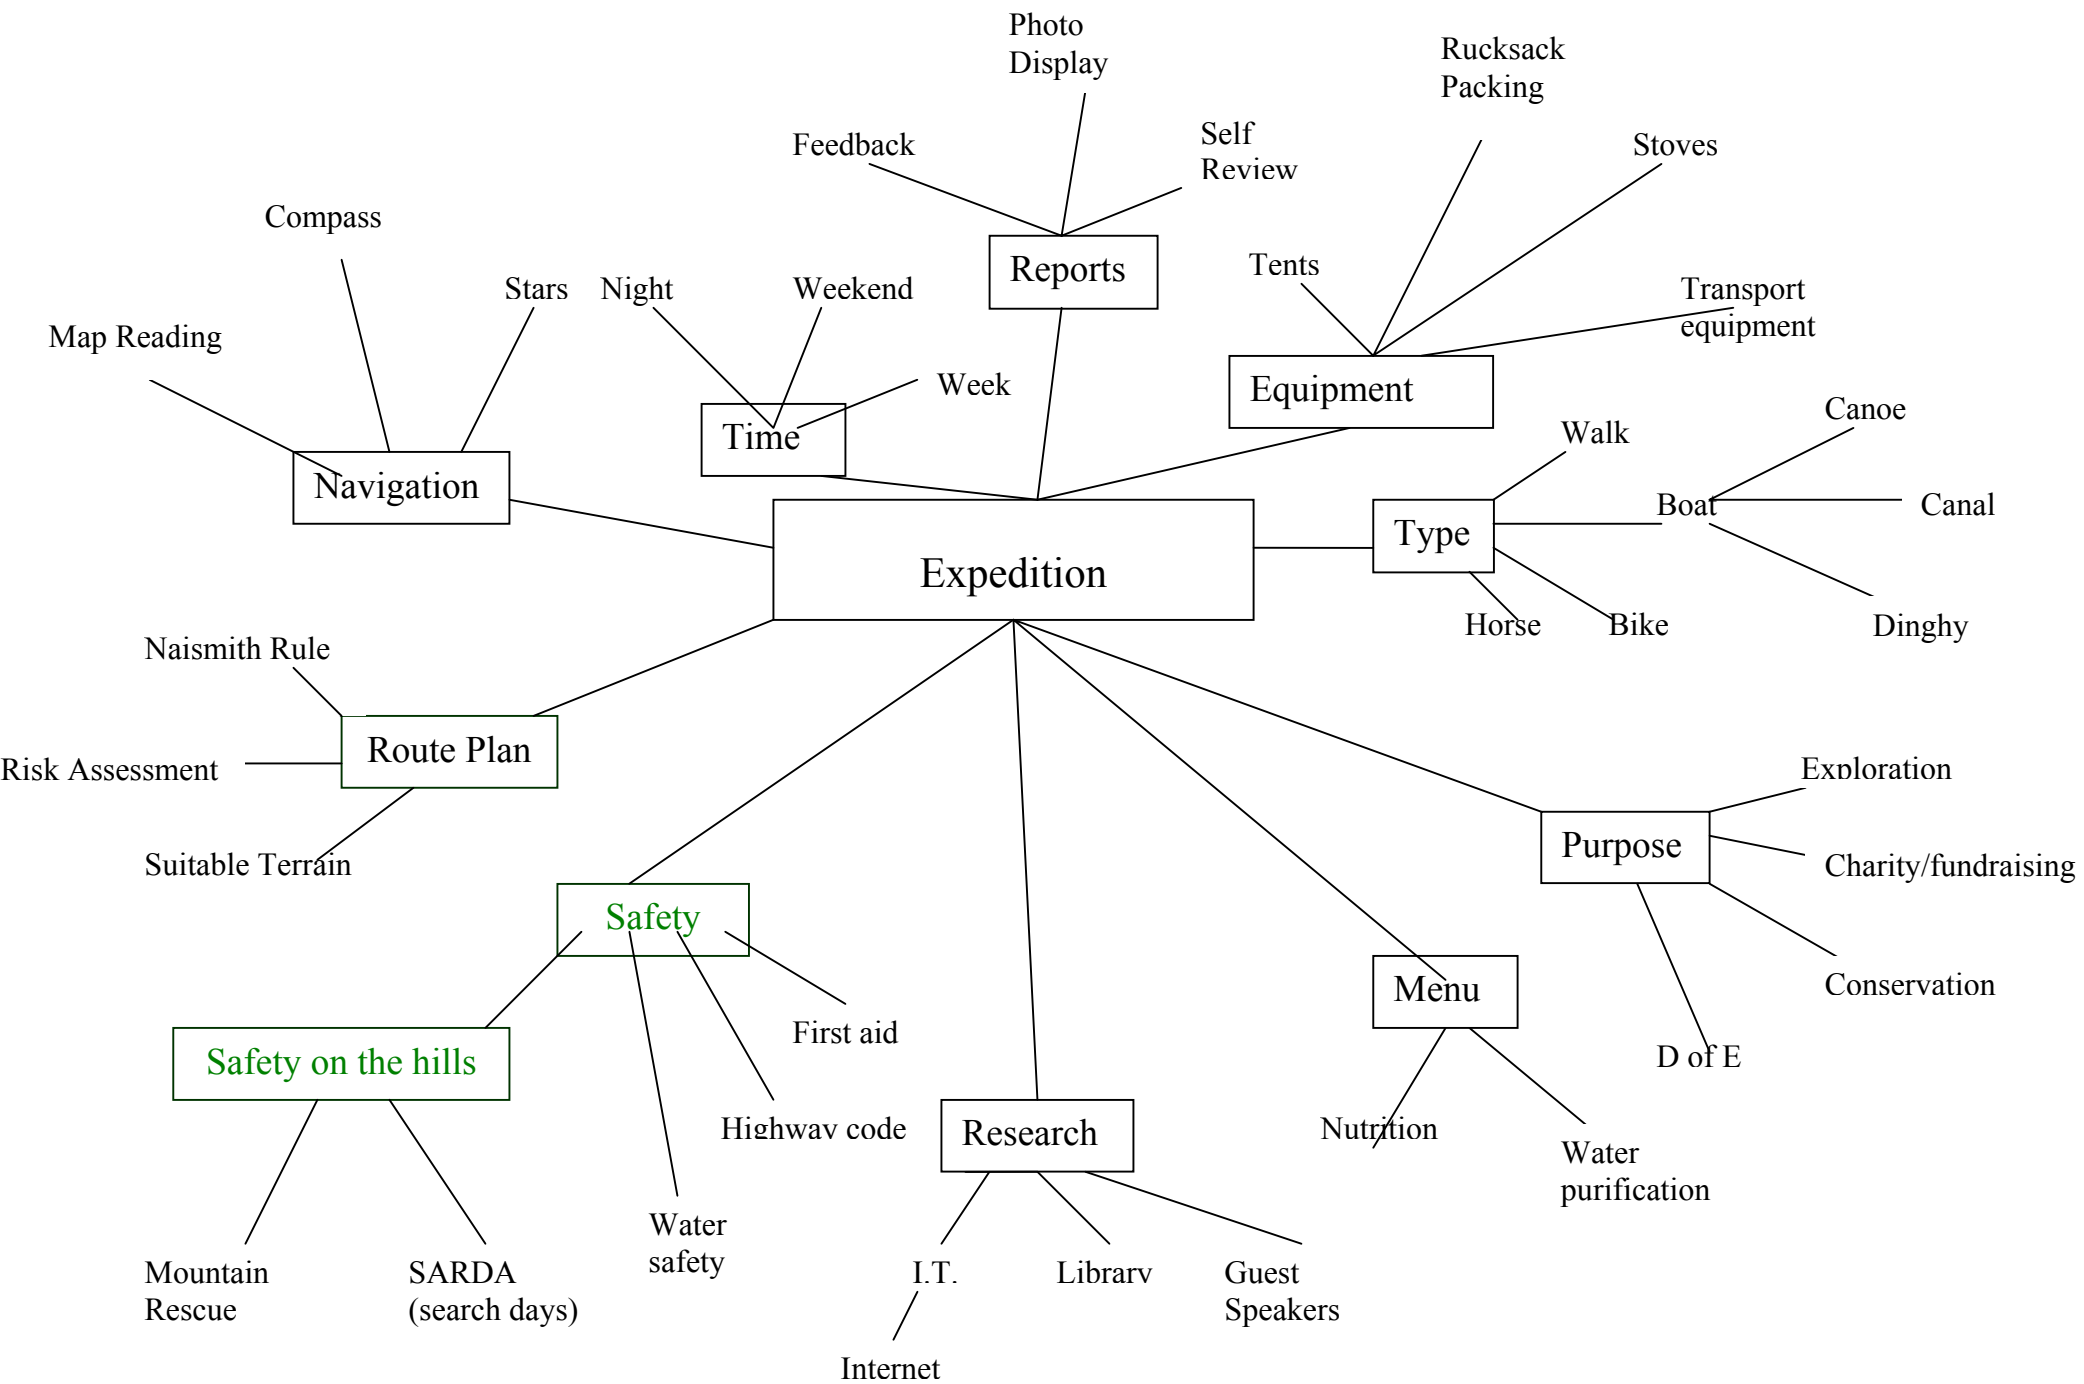 Photo
Display
Rucksack
Packing
Feedback
Self
Review
Stoves
Compass
Tents
Reports
Stars
Night
Weekend
Transport
equipment
Map Reading
Week
Equipment
Time
Canoe
Walk
Navigation
Boat
Canal
Type
Expedition
Horse
Bike
Dinghy
Naismith Rule
Route Plan
Risk Assessment
Exploration
Suitable Terrain
Purpose
Charity/fundraising
Safety
Menu
Conservation
First aid
Safety on the hills
D of E
Highway code
Research
Nutrition
Water
purification
Water
safety
Mountain
Rescue
SARDA
(search days)
I.T.
Library
Guest
Speakers
Internet